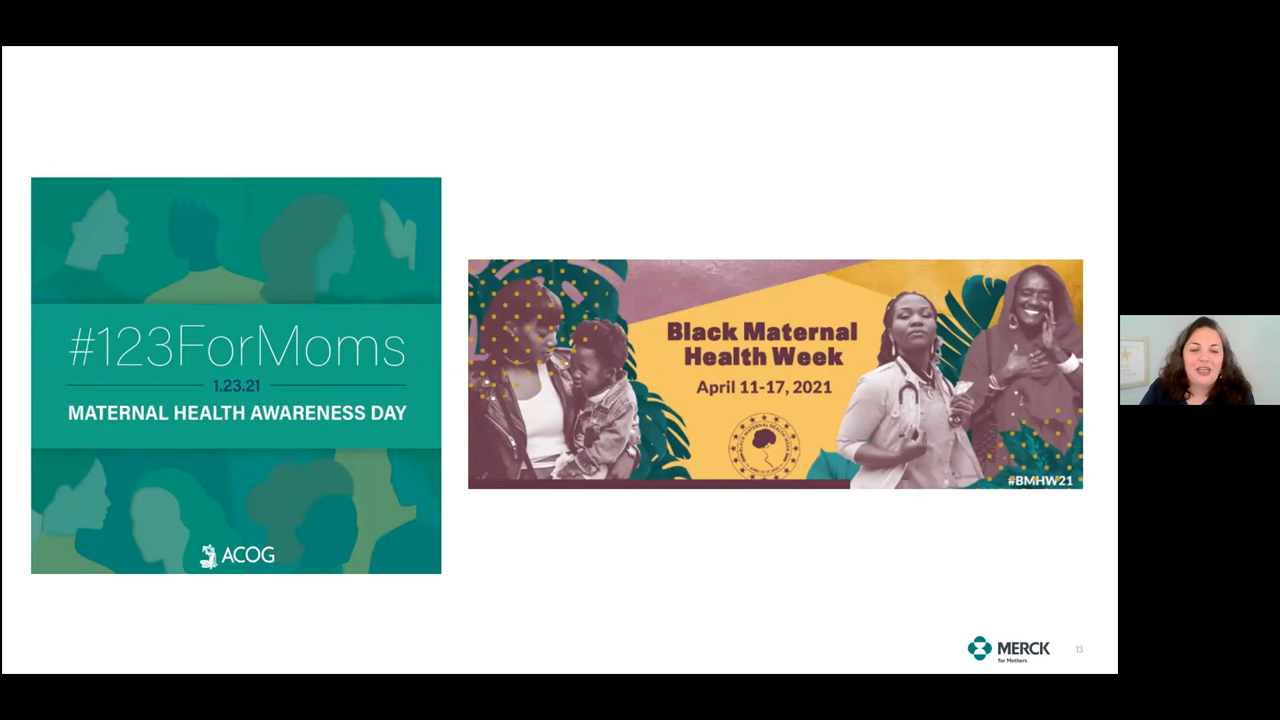 #123ForMoms
1.23.21
MATERNAL HEALTH AWARENESS DAY
ACOG
Black Maternal
Health Week
April 11-17, 2021
#BMHW21
MERCK
for Mothers
13